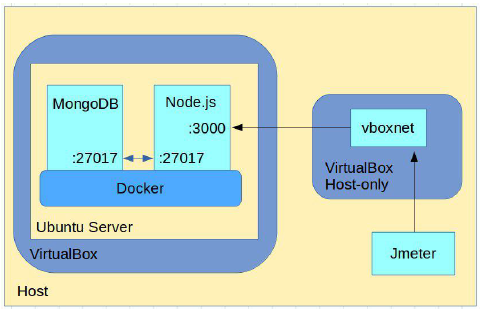 MongoDB
Node.js
:3000
:27017
:27017
Docker
Ubuntu Server
VirtualBox
Host
vboxnet
VirtualBox
Host-only
Jmeter